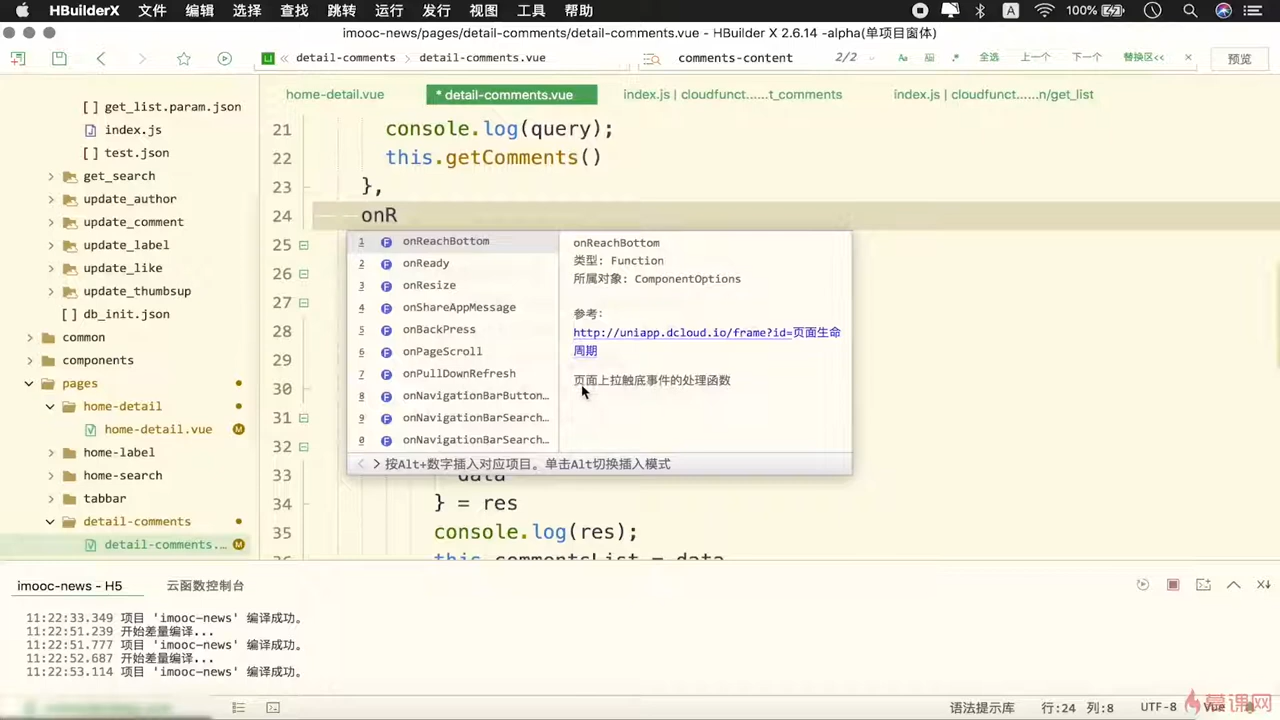 HBuilderX 文件 编辑 选择 查找 跳转 运行 发行 视图 工具 帮助 100%
imooc-news/pages/detail-comments/detail-comments.vue - HBuilder X 2.6.14 -alpha(单项目窗体)
detail-comments detail-comments.vue comments-content 2/2 Aa 全选 上一个 下一个 替换区<< 预览
home-detail.vue * detail-comments.vue index.js | cloudfunct.....t_comments index.js | cloudfunct.....n/get_list
[ ] get_list.param.json
index.js
[ ] test.json
get_search
update_author
update_comment
update_label
update_like
update_thumbsup
[ ] db_init.json
common
components
pages
home-detail
home-detail.vue M
home-label
home-search
tabbar
detail-comments
detail-comments.... M
21 console.log(query);
22 this.getComments()
23 },
24 onR
25
26
27
28
29
30
31
32
33 data
34 } = res
35 console.log(res);
36 this.commentsList = data
1 F onReachBottom
2 F onReady
3 F onResize
4 F onShareAppMessage
5 F onBackPress
6 F onPageScroll
7 F onPullDownRefresh
8 F onNavigationBarButton...
9 F onNavigationBarSearch...
0 F onNavigationBarSearch...
onReachBottom
类型: Function
所属对象: ComponentOptions
参考:
http://uniapp.dcloud.io/frame?id=页面生命
周期
页面上拉触底事件的处理函数
按Alt+数字插入对应项目。单击Alt切换插入模式
imooc-news - H5 云函数控制台
11:22:33.349 项目 'imooc-news' 编译成功。
11:22:51.239 开始差量编译...
11:22:51.777 项目 'imooc-news' 编译成功。
11:22:52.687 开始差量编译...
11:22:53.114 项目 'imooc-news' 编译成功。
语法提示库 行:24 列:8 UTF-8 Vue
慕课网